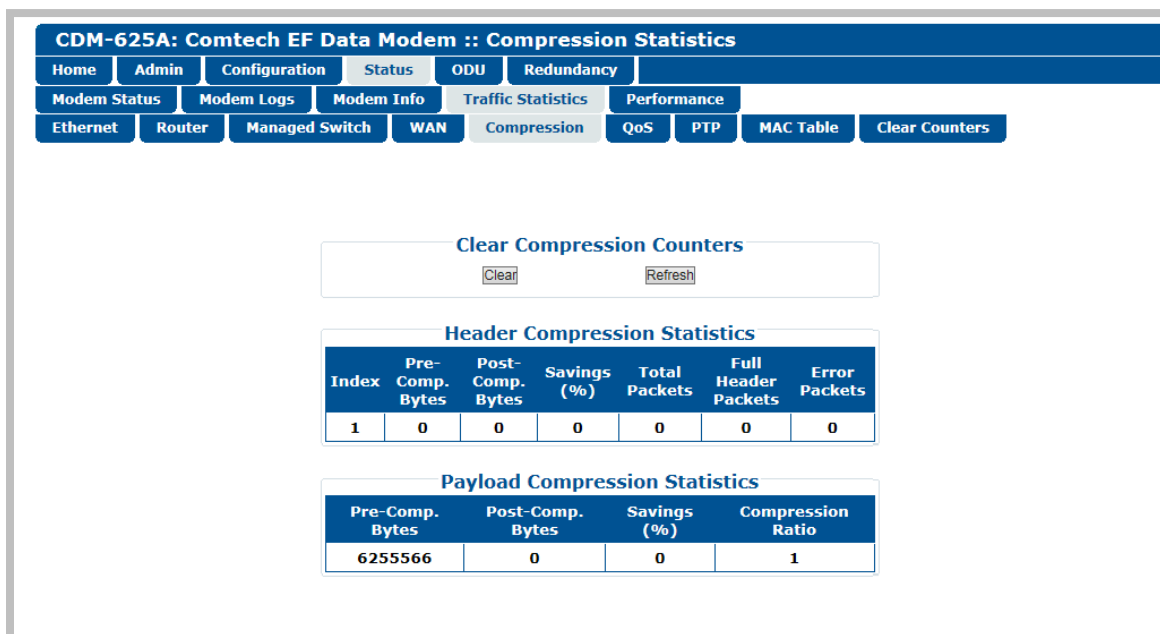 CDM-625A: Comtech EF Data Modem :: Compression Statistics
Home Admin Configuration Status ODU Redundancy
Modem Status Modem Logs Modem Info Traffic Statistics Performance
Ethernet Router Managed Switch WAN Compression QoS PTP MAC Table Clear Counters
Clear Compression Counters
Clear Refresh
Header Compression Statistics
Index Pre-Comp. Bytes Post-Comp. Bytes Savings (%) Total Packets Full Header Packets Error Packets
1 0 0 0 0 0 0
Payload Compression Statistics
Pre-Comp. Bytes Post-Comp. Bytes Savings (%) Compression Ratio
6255566 0 0 1